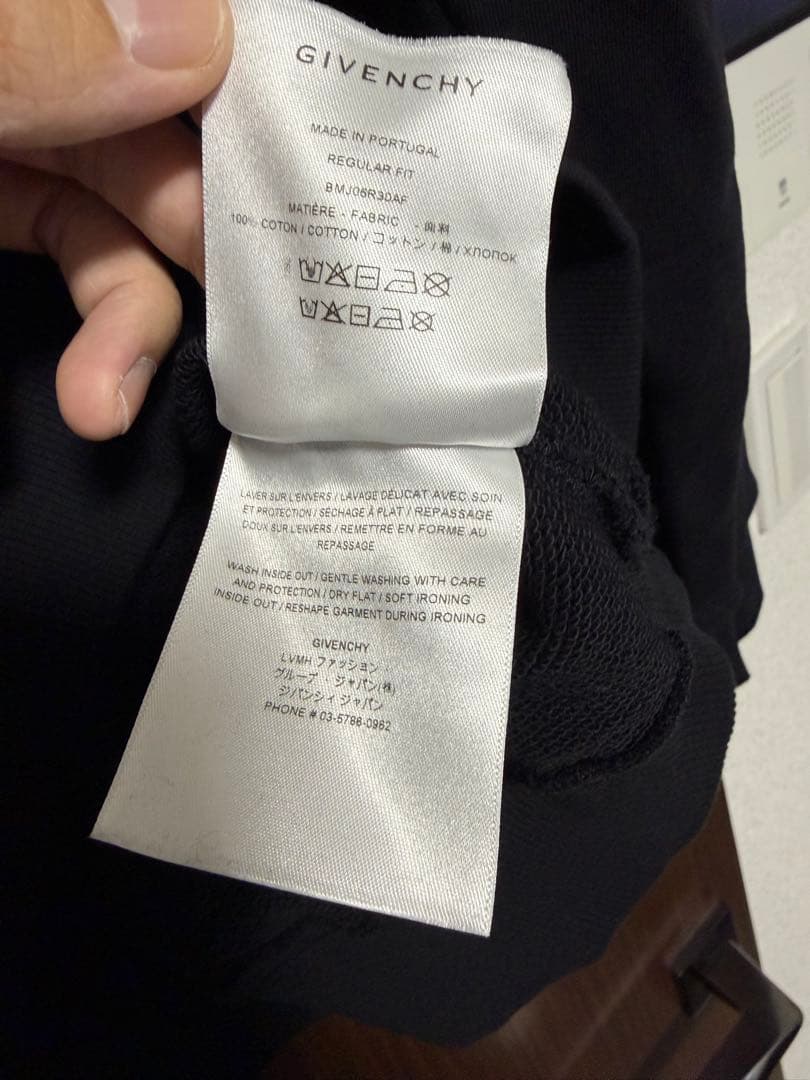 GIVENCHY
MADE IN PORTUGAL
REGULAR FIT
BMJ06R30AF
MATIÈRE - FABRIC - 面料
100% COTON / COTTON / コットン / 棉 / ХЛОПОК
LAVER SUR L'ENVERS / LAVAGE DÉLICAT AVEC SOIN
ET PROTECTION / SÉCHAGE À PLAT / REPASSAGE
DOUX SUR L'ENVERS / REMETTRE EN FORME AU
REPASSAGE
WASH INSIDE OUT / GENTLE WASHING WITH CARE
AND PROTECTION / DRY FLAT / SOFT IRONING
INSIDE OUT / RESHAPE GARMENT DURING IRONING
GIVENCHY
LVMH ファッション・
グループ・ジャパン(株)
ジバンシィ ジャパン
PHONE # 03-5786-0962